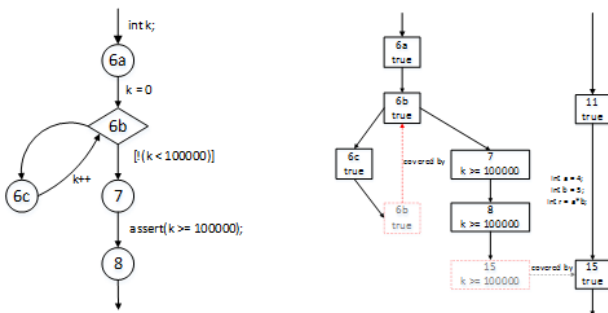 int k;
6a
k = 0
6b
[!(k < 100000)]
6c
k++
7
assert(k >= 100000);
8
6a
true
6b
true
6c
true
covered by
6b
true
7
k >= 100000
8
k >= 100000
15
k >= 100000
covered by
11
true
int a = 4;
int b = 5;
int r = a*b;
15
true